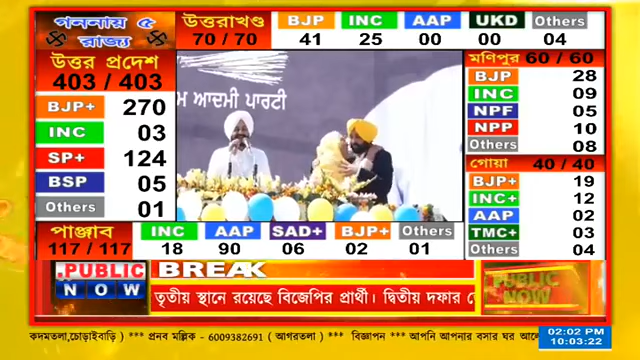 গননায় ৫
রাজ্য
উত্তরাখণ্ড
70 / 70
BJP INC AAP UKD Others
41 25 00 00 04
উত্তর প্রদেশ
403 / 403
BJP+ 270
INC 03
SP+ 124
BSP 05
Others 01
મ આદમી પાર્ટી
মণিপুর 60 / 60
BJP 28
INC 09
NPF 05
NPP 10
Others 08
গোয়া 40 / 40
BJP+ 19
INC+ 12
AAP 02
TMC+ 03
Others 04
পাঞ্জাব
117 / 117
INC AAP SAD+ BJP+ Others
18 90 06 02 01
.PUBLIC
NOW
BREAK
তৃতীয় স্থানে রয়েছে বিজেপির প্রার্থী। দ্বিতীয় দফার
PUBLIC
NOW
কদমতলা,চোড়াইবাড়ি) *** প্রনব মল্লিক - 6009382691 (আগরতলা) *** বিজ্ঞাপন *** আপনি আপনার বসার ঘর
02:02 PM
10:03:22